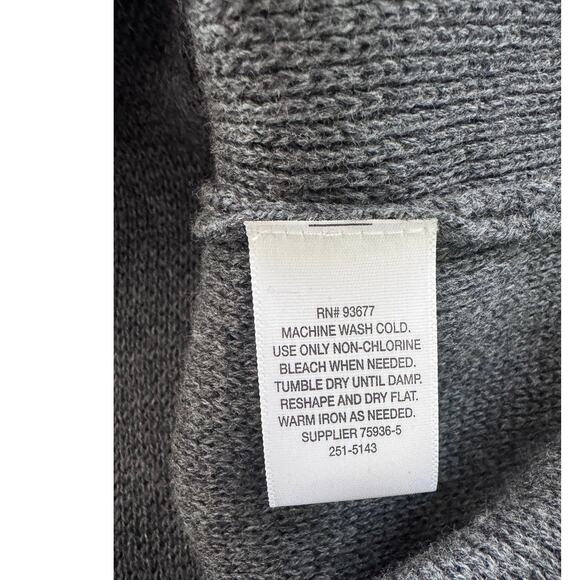 RN# 93677
MACHINE WASH COLD.
USE ONLY NON-CHLORINE
BLEACH WHEN NEEDED.
TUMBLE DRY UNTIL DAMP.
RESHAPE AND DRY FLAT.
WARM IRON AS NEEDED.
SUPPLIER 75936-5
251-5143